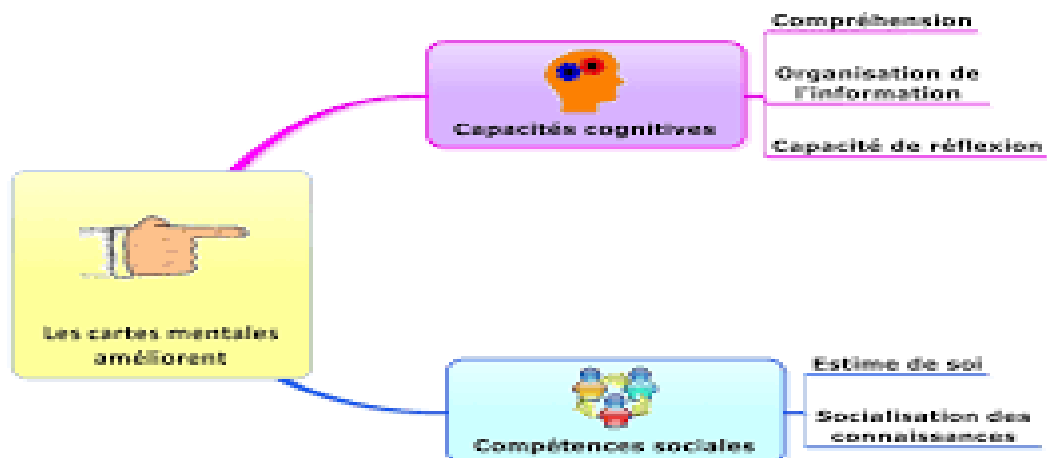 Les cartes mentales
améliorent
Capacités cognitives
Compréhension
Organisation de
l'information
Capacité de réflexion
Compétences sociales
Estime de soi
Socialisation des
connaissances